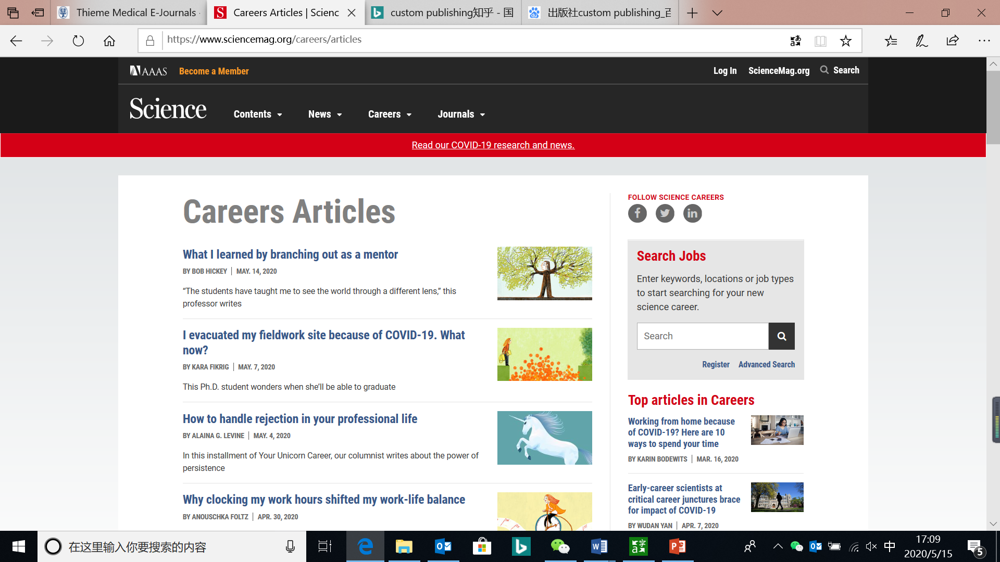 Thieme Medical E-Journals
Careers Articles | Scienc
custom publishing知乎 - 国
出版社custom publishing_百
https://www.sciencemag.org/careers/articles
AAAS
Become a Member
Log In
ScienceMag.org
Search
Science
Contents
News
Careers
Journals
Read our COVID-19 research and news.
Careers Articles
What I learned by branching out as a mentor
BY BOB HICKEY | MAY. 14, 2020
“The students have taught me to see the world through a different lens,” this
professor writes
I evacuated my fieldwork site because of COVID-19. What
now?
BY KARA FIKRIG | MAY. 7, 2020
This Ph.D. student wonders when she’ll be able to graduate
How to handle rejection in your professional life
BY ALAINA G. LEVINE | MAY. 4, 2020
In this installment of Your Unicorn Career, our columnist writes about the power of
persistence
Why clocking my work hours shifted my work-life balance
BY ANOUSCHKA FOLTZ | APR. 30, 2020
FOLLOW SCIENCE CAREERS
Search Jobs
Enter keywords, locations or job types
to start searching for your new
science career.
Search
Register
Advanced Search
Top articles in Careers
Working from home because
of COVID-19? Here are 10
ways to spend your time
BY KARIN BODEWITS | MAR. 16, 2020
Early-career scientists at
critical career junctures brace
for impact of COVID-19
BY WUDAN YAN | APR. 7, 2020
在这里输入你要搜索的内容
中
17:09
2020/5/15
5